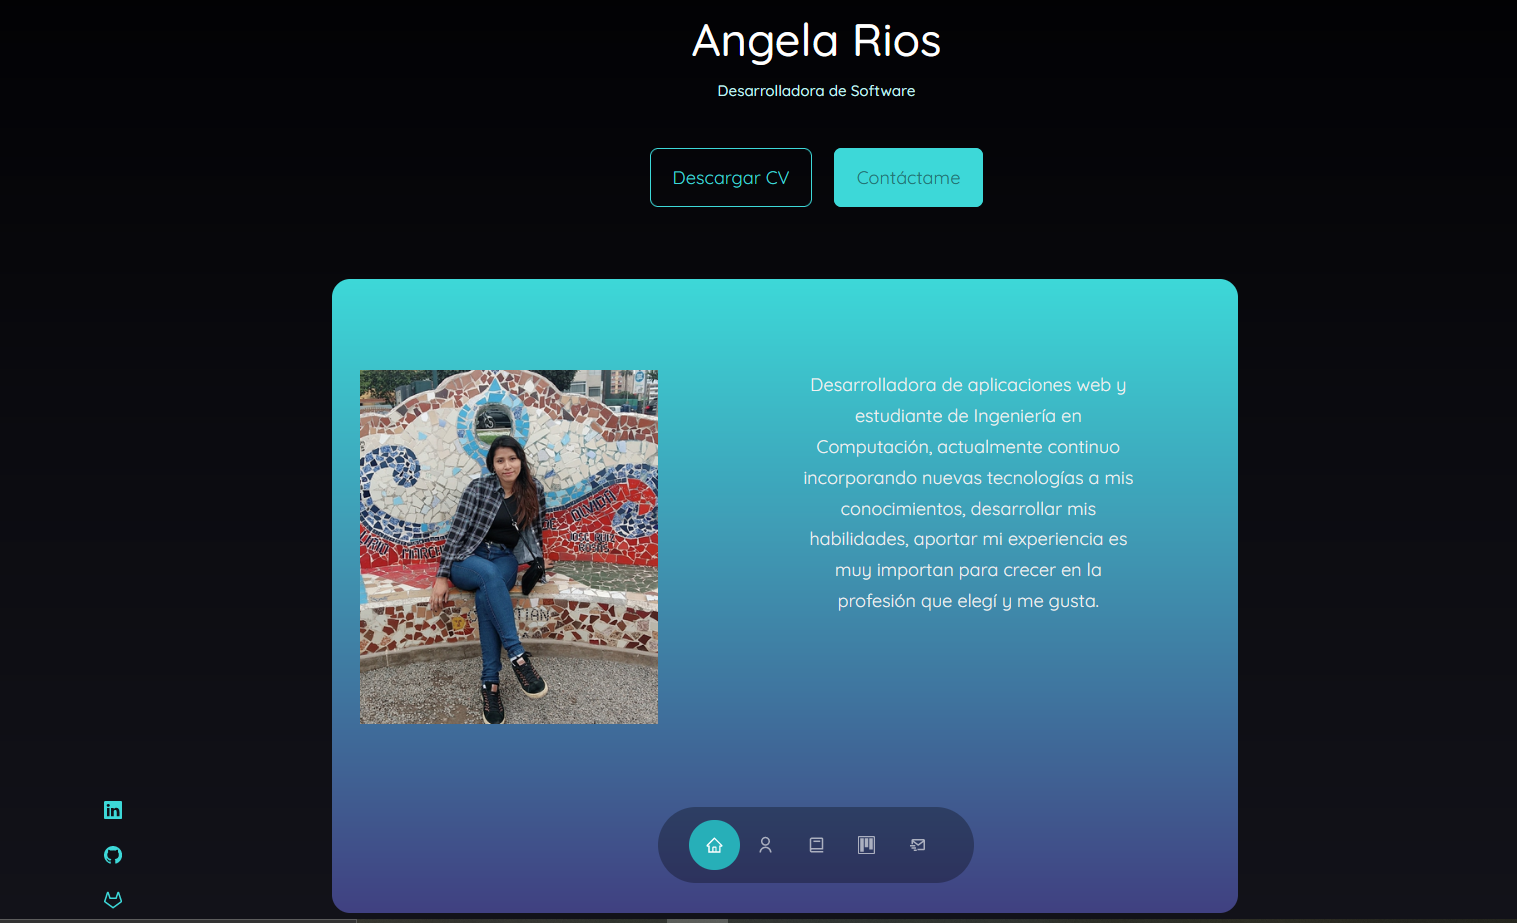 Angela Rios
Desarrolladora de Software
Descargar CV
Contáctame
Desarrolladora de aplicaciones web y
estudiante de Ingeniería en
Computación, actualmente continuo
incorporando nuevas tecnologías a mis
conocimientos, desarrollar mis
habilidades, aportar mi experiencia es
muy importan para crecer en la
profesión que elegí y me gusta.
in